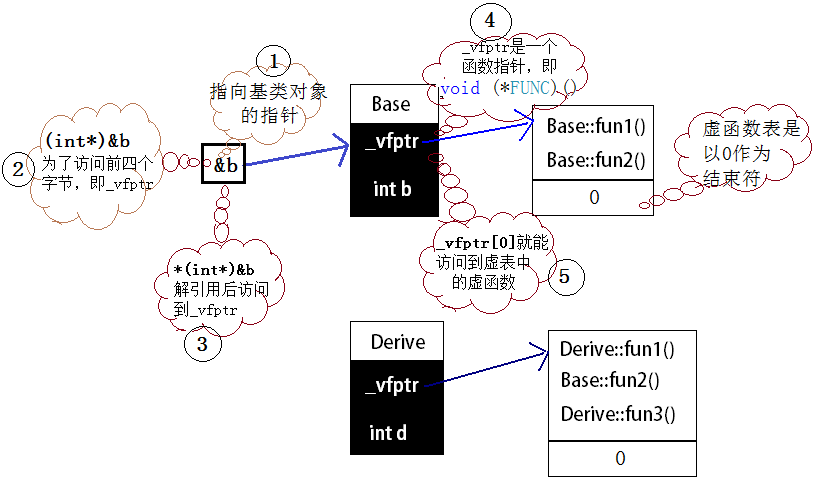 ①
指向基类对象
的指针
②
(int*)&b
为了访问前四个
字节，即_vfptr
&b
③
*(int*)&b
解引用后访问
到_vfptr
④
_vfptr是一个
函数指针，即
void (*FUNC)()
Base
_vfptr
int b
Base::fun1()
Base::fun2()
0
虚函数表是
以0作为
结束符
⑤
_vfptr[0]就能
访问到虚表中
的虚函数
Derive
_vfptr
int d
Derive::fun1()
Base::fun2()
Derive::fun3()
0